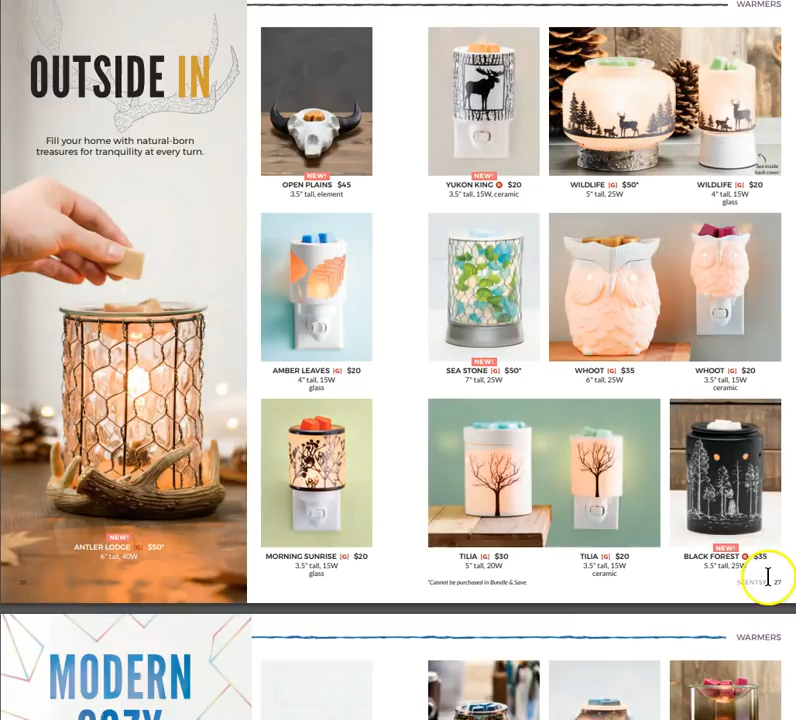 WARMERS
OUTSIDE IN
Fill your home with natural-born
treasures for tranquility at every turn.
NEW!
ANTLER LODGE [G] $50*
6" tall, 40W
26
NEW!
OPEN PLAINS $45
3.5" tall, element
NEW!
YUKON KING R $20
3.5" tall, 15W, ceramic
WILDLIFE [G] $50*
5" tall, 25W
See inside
back cover
WILDLIFE [G] $20
4" tall, 15W
glass
AMBER LEAVES [G] $20
4" tall, 15W
glass
NEW!
SEA STONE [G] $50*
7" tall, 25W
WHOOT [G] $35
6" tall, 25W
WHOOT [G] $20
3.5" tall, 15W
ceramic
MORNING SUNRISE [G] $20
3.5" tall, 15W
glass
TILIA [G] $30
5" tall, 20W
TILIA [G] $20
3.5" tall, 15W
ceramic
NEW!
BLACK FOREST R $35
5.5" tall, 25W
*Cannot be purchased in Bundle & Save.
SCENTSY 27
WARMERS
MODERN
COZY